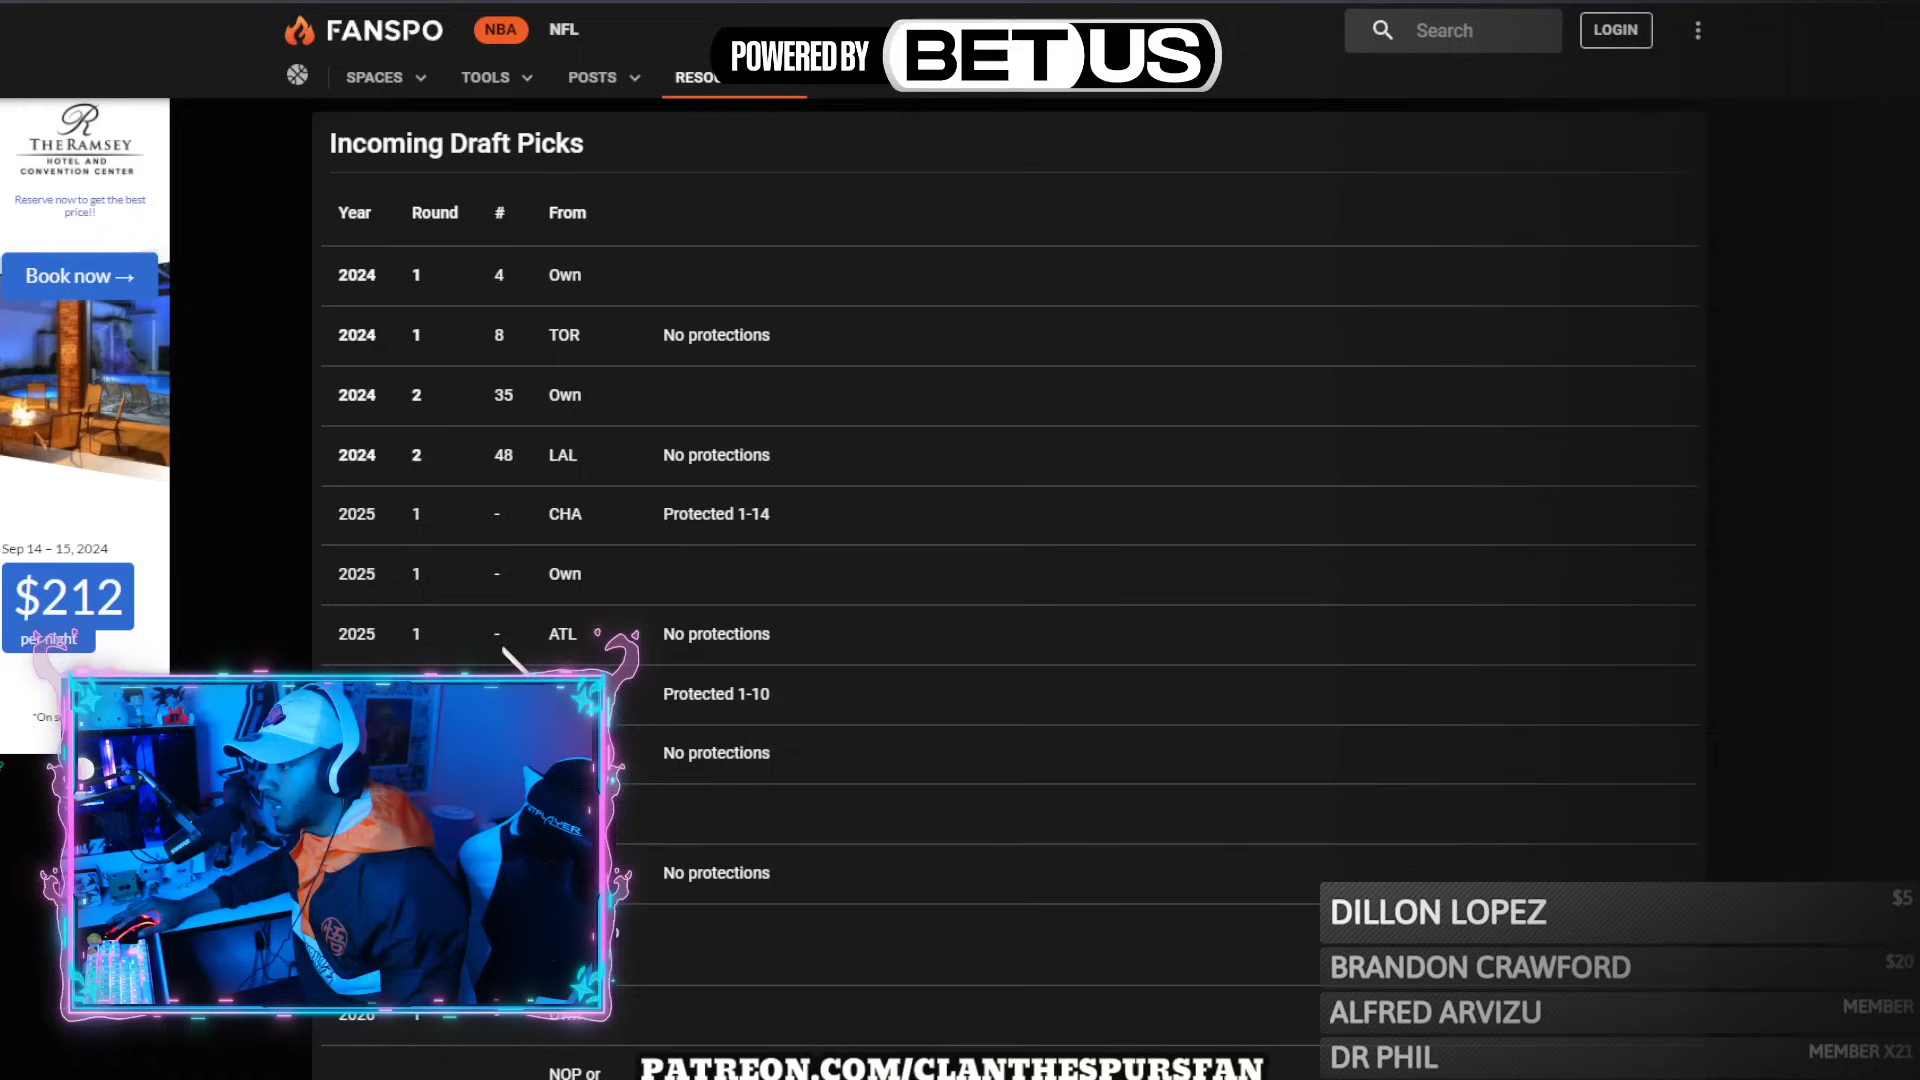 FANSPO
NBA
NFL
POWERED BY
BETUS
Search
LOGIN
SPACES
TOOLS
POSTS
RESOU
R
THE RAMSEY
HOTEL AND
CONVENTION CENTER
Reserve now to get the best
price!!
Book now →
Sep 14 – 15, 2024
$212
per night
Incoming Draft Picks
Year Round # From
2024 1 4 Own
2024 1 8 TOR No protections
2024 2 35 Own
2024 2 48 LAL No protections
2025 1 - CHA Protected 1-14
2025 1 - Own
2025 1 - ATL No protections
Protected 1-10
No protections
No protections
2026 1 -
NOP or
DILLON LOPEZ $5
BRANDON CRAWFORD $20
ALFRED ARVIZU MEMBER
DR PHIL MEMBER X21
PATREON.COM/CLANTHESPURSFAN